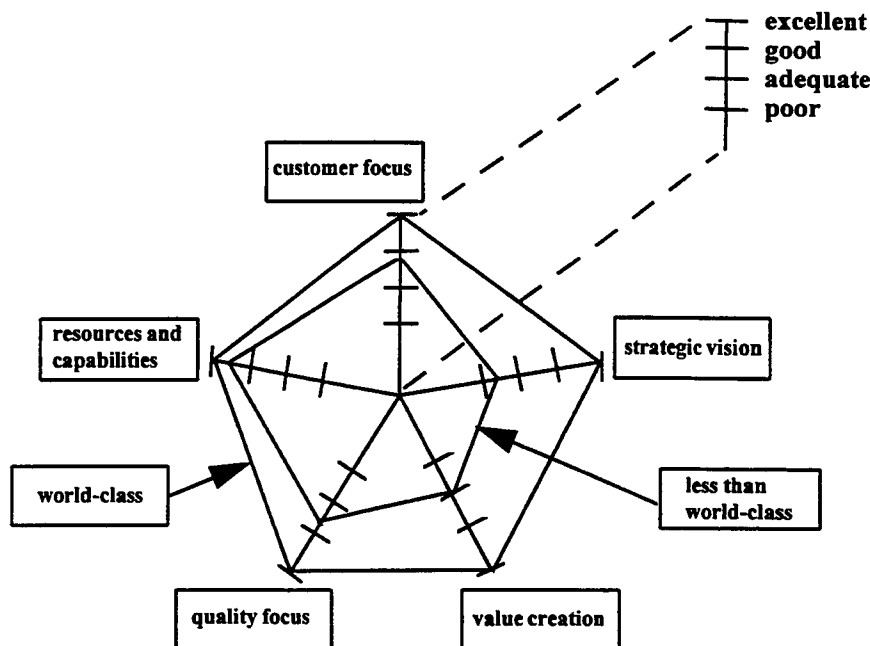 excellent
good
adequate
poor
customer focus
resources and
capabilities
strategic vision
world-class
less than
world-class
quality focus
value creation